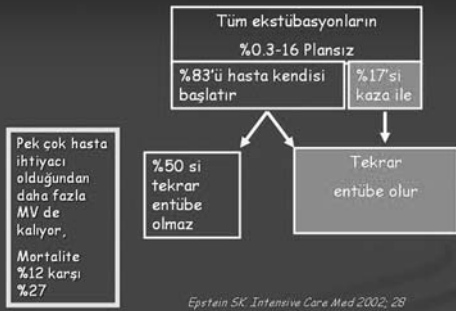 Tüm ekstübasyonların
%0.3-16 Plansız
%83'ü hasta kendisi
başlatır
%17'si
kaza ile
Pek çok hasta
ihtiyacı
olduğundan
daha fazla
MV de
kalıyor,
Mortalite
%12 karşı
%27
%50 si
tekrar
entübe
olmaz
Tekrar
entübe olur
Epstein SK. Intensive Care Med 2002; 28